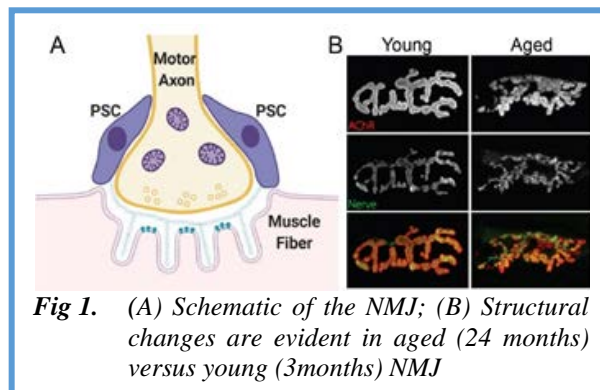 A
B
Young
Aged
Motor
Axon
PSC
PSC
AChR
Nerve
Muscle
Fiber
Fig 1. (A) Schematic of the NMJ; (B) Structural
changes are evident in aged (24 months)
versus young (3months) NMJ